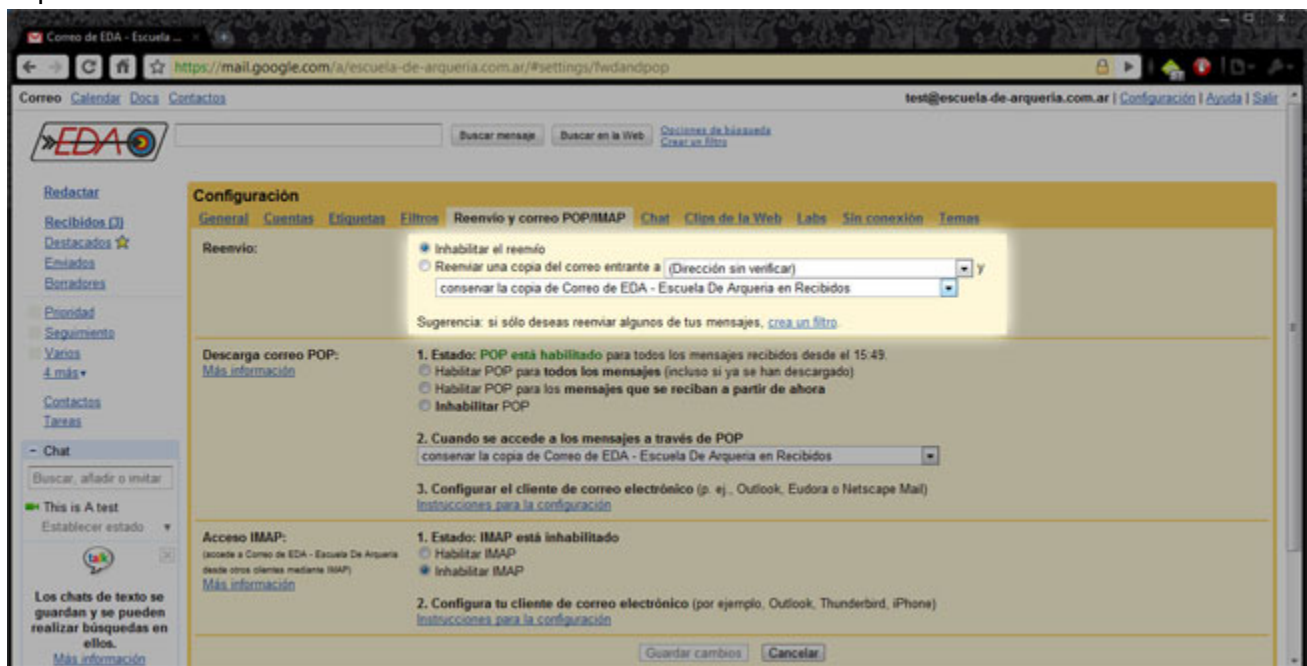 Correo de EDA - Escuela ...
https://mail.google.com/a/escuela-de-arqueria.com.ar/#settings/fwdandpop
Correo Calendar Docs Contactos
test@escuela-de-arqueria.com.ar | Configuración | Ayuda | Salir
EDA
Buscar mensaje
Buscar en la Web
Opciones de búsqueda
Crear un filtro
Redactar
Recibidos (3)
Destacados
Enviados
Borradores
Prioridad
Seguimiento
Varios
4 más
Contactos
Tareas
Chat
Buscar, añadir o invitar
This is A test
Establecer estado
talk
Los chats de texto se
guardan y se pueden
realizar búsquedas en
ellos.
Más información
Configuración
General Cuentas Etiquetas Filtros Reenvío y correo POP/IMAP Chat Clips de la Web Labs Sin conexión Temas
Reenvío:
Inhabilitar el reenvío
Reenviar una copia del correo entrante a (Dirección sin verificar) y
conservar la copia de Correo de EDA - Escuela De Arqueria en Recibidos
Sugerencia: si sólo deseas reenviar algunos de tus mensajes, crea un filtro.
Descarga correo POP:
Más información
1. Estado: POP está habilitado para todos los mensajes recibidos desde el 15:49.
Habilitar POP para todos los mensajes (incluso si ya se han descargado)
Habilitar POP para los mensajes que se reciban a partir de ahora
Inhabilitar POP
2. Cuando se accede a los mensajes a través de POP
conservar la copia de Correo de EDA - Escuela De Arqueria en Recibidos
3. Configurar el cliente de correo electrónico (p. ej., Outlook, Eudora o Netscape Mail)
Instrucciones para la configuración
Acceso IMAP:
(accede a Correo de EDA - Escuela De Arqueria
desde otros clientes mediante IMAP)
Más información
1. Estado: IMAP está inhabilitado
Habilitar IMAP
Inhabilitar IMAP
2. Configura tu cliente de correo electrónico (por ejemplo, Outlook, Thunderbird, iPhone)
Instrucciones para la configuración
Guardar cambios
Cancelar